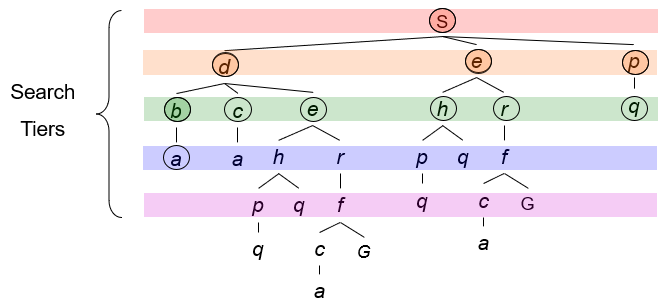 S
d e p
Search
Tiers
b c e h r q
a a h r p q f
p q f q c G
q c G a
a